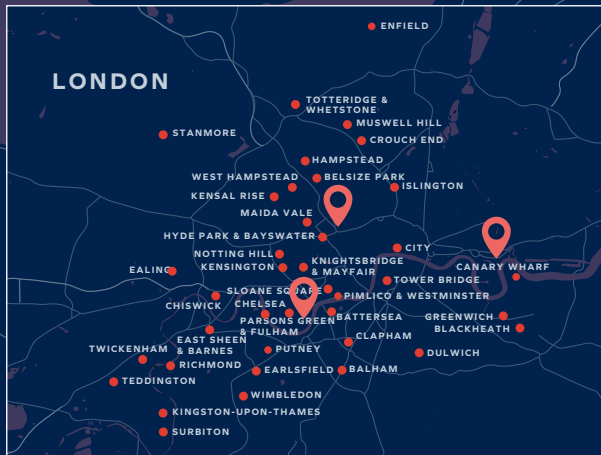 ENFIELD
LONDON
TOTTERIDGE &
WHETSTONE
MUSWELL HILL
STANMORE
CROUCH END
HAMPSTEAD
WEST HAMPSTEAD
BELSIZE PARK
ISLINGTON
KENSAL RISE
MAIDA VALE
HYDE PARK & BAYSWATER
CITY
NOTTING HILL
KNIGHTSBRIDGE
& MAYFAIR
KENSINGTON
CANARY WHARF
EALING
TOWER BRIDGE
SLOANE SQUARE
PIMLICO & WESTMINSTER
CHISWICK
CHELSEA
PARSONS GREEN
& FULHAM
BATTERSEA
GREENWICH
BLACKHEATH
EAST SHEEN
& BARNES
CLAPHAM
TWICKENHAM
PUTNEY
DULWICH
RICHMOND
EARLSFIELD
BALHAM
TEDDINGTON
WIMBLEDON
KINGSTON-UPON-THAMES
SURBITON